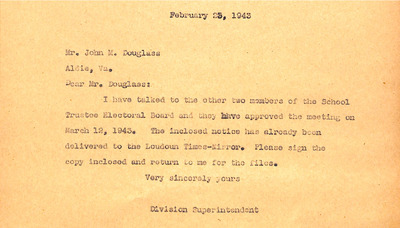 February 23, 1943
Mr. John M. Douglass
Aldie, Va.
Dear Mr. Douglass:
I have talked to the other two members of the School
Trustee Electoral Board and they have approved the meeting on
March 12, 1943. The inclosed notice has already been
delivered to the Loudoun Times-Mirror. Please sign the
copy inclosed and return to me for the files.
Very sincerely yours
Division Superintendent